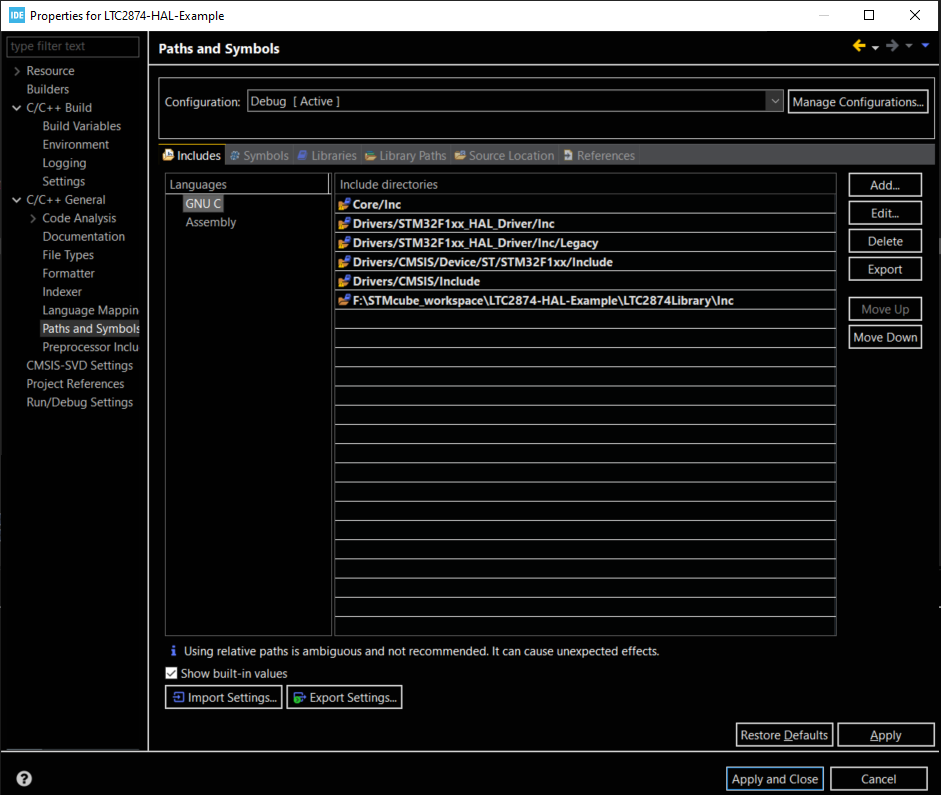 IDE Properties for LTC2874-HAL-Example
type filter text
Resource
Builders
C/C++ Build
Build Variables
Environment
Logging
Settings
C/C++ General
Code Analysis
Documentation
File Types
Formatter
Indexer
Language Mappin
Paths and Symbols
Preprocessor Inclu
CMSIS-SVD Settings
Project References
Run/Debug Settings
Paths and Symbols
Configuration: Debug [ Active ] Manage Configurations...
Includes Symbols Libraries Library Paths Source Location References
Languages
GNU C
Assembly
Include directories
Core/Inc
Drivers/STM32F1xx_HAL_Driver/Inc
Drivers/STM32F1xx_HAL_Driver/Inc/Legacy
Drivers/CMSIS/Device/ST/STM32F1xx/Include
Drivers/CMSIS/Include
F:\STMcube_workspace\LTC2874-HAL-Example\LTC2874Library\Inc
Add...
Edit...
Delete
Export
Move Up
Move Down
i Using relative paths is ambiguous and not recommended. It can cause unexpected effects.
Show built-in values
Import Settings... Export Settings...
Restore Defaults Apply
? Apply and Close Cancel